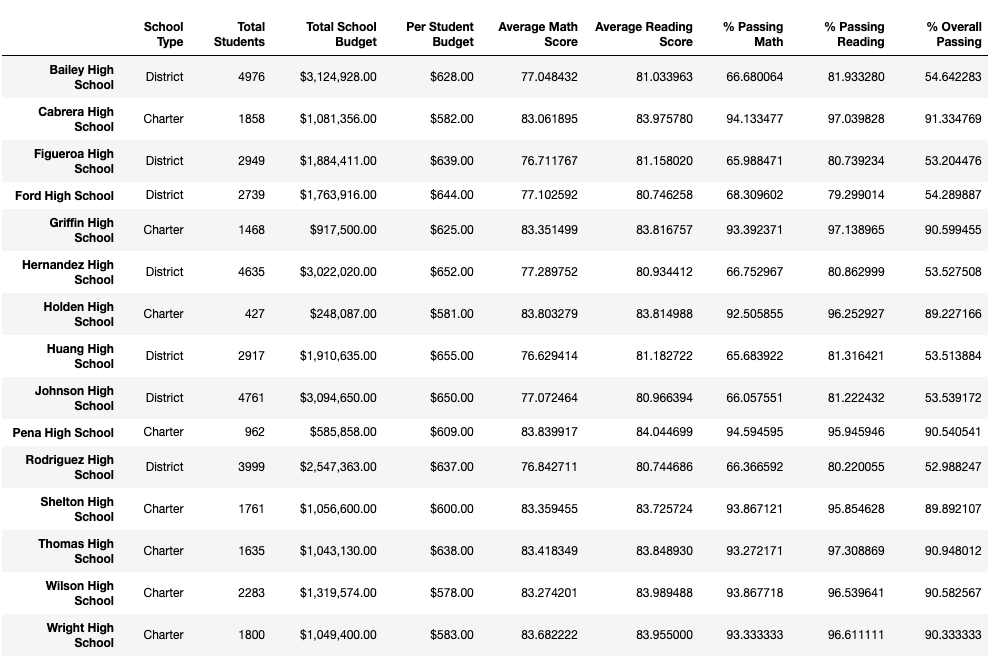 School Type Total Students Total School Budget Per Student Budget Average Math Score Average Reading Score % Passing Math % Passing Reading % Overall Passing
Bailey High School District 4976 $3,124,928.00 $628.00 77.048432 81.033963 66.680064 81.933280 54.642283
Cabrera High School Charter 1858 $1,081,356.00 $582.00 83.061895 83.975780 94.133477 97.039828 91.334769
Figueroa High School District 2949 $1,884,411.00 $639.00 76.711767 81.158020 65.988471 80.739234 53.204476
Ford High School District 2739 $1,763,916.00 $644.00 77.102592 80.746258 68.309602 79.299014 54.289887
Griffin High School Charter 1468 $917,500.00 $625.00 83.351499 83.816757 93.392371 97.138965 90.599455
Hernandez High School District 4635 $3,022,020.00 $652.00 77.289752 80.934412 66.752967 80.862999 53.527508
Holden High School Charter 427 $248,087.00 $581.00 83.803279 83.814988 92.505855 96.252927 89.227166
Huang High School District 2917 $1,910,635.00 $655.00 76.629414 81.182722 65.683922 81.316421 53.513884
Johnson High School District 4761 $3,094,650.00 $650.00 77.072464 80.966394 66.057551 81.222432 53.539172
Pena High School Charter 962 $585,858.00 $609.00 83.839917 84.044699 94.594595 95.945946 90.540541
Rodriguez High School District 3999 $2,547,363.00 $637.00 76.842711 80.744686 66.366592 80.220055 52.988247
Shelton High School Charter 1761 $1,056,600.00 $600.00 83.359455 83.725724 93.867121 95.854628 89.892107
Thomas High School Charter 1635 $1,043,130.00 $638.00 83.418349 83.848930 93.272171 97.308869 90.948012
Wilson High School Charter 2283 $1,319,574.00 $578.00 83.274201 83.989488 93.867718 96.539641 90.582567
Wright High School Charter 1800 $1,049,400.00 $583.00 83.682222 83.955000 93.333333 96.611111 90.333333